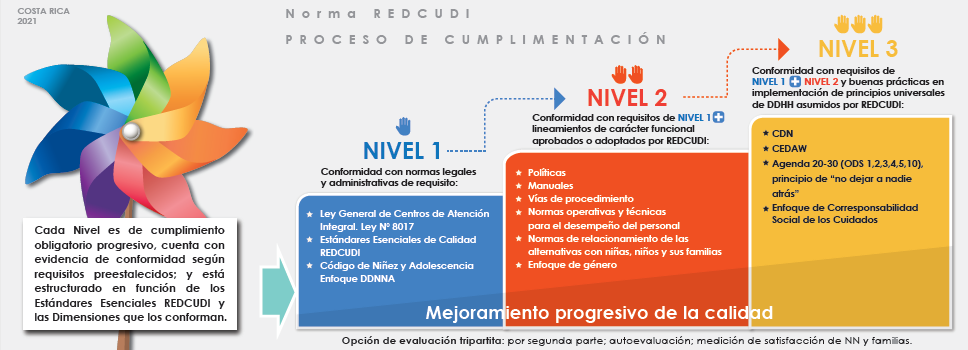 COSTA RICA
2021
Norma REDCUDI
PROCESO DE CUMPLIMENTACIÓN
Cada Nivel es de cumplimiento
obligatorio progresivo, cuenta con
evidencia de conformidad según
requisitos preestalecidos; y está
estructurado en función de los
Estándares Esenciales REDCUDI y
las Dimensiones que los conforman.
NIVEL 1
Conformidad con normas legales
y administrativas de requisito:
Ley General de Centros de Atención
Integral. Ley Nº 8017
Estándares Esenciales de Calidad
REDCUDI
Código de Niñez y Adolescencia
Enfoque DDNNA
NIVEL 2
Conformidad con requisitos de NIVEL 1 +
lineamientos de carácter funcional
aprobados o adoptados por REDCUDI:
Políticas
Manuales
Vías de procedimiento
Normas operativas y técnicas
para el desempeño del personal
Normas de relacionamiento de las
alternativas con niñas, niños y sus familias
Enfoque de género
NIVEL 3
Conformidad con requisitos de
NIVEL 1 + NIVEL 2 y buenas prácticas en
implementación de principios universales
de DDHH asumidos por REDCUDI:
CDN
CEDAW
Agenda 20-30 (ODS 1,2,3,4,5,10),
principio de “no dejar a nadie
atrás”
Enfoque de Corresponsabilidad
Social de los Cuidados
Mejoramiento progresivo de la calidad
Opción de evaluación tripartita: por segunda parte; autoevaluación; medición de satisfacción de NN y familias.